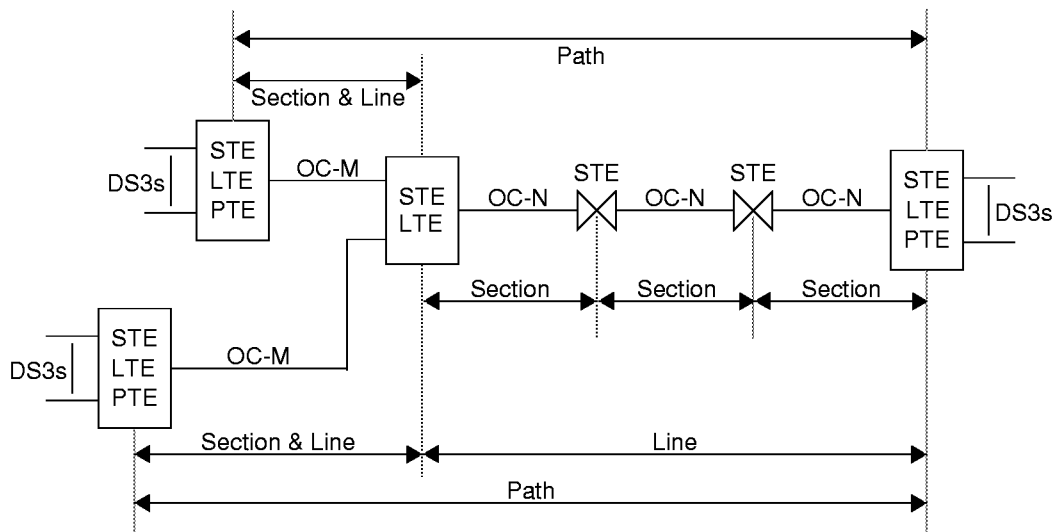 Path
Section & Line
STE
LTE
PTE
DS3s
OC-M
STE
LTE
OC-N
STE
OC-N
STE
OC-N
STE
LTE
PTE
DS3s
Section
Section
Section
STE
LTE
PTE
DS3s
OC-M
Section & Line
Line
Path